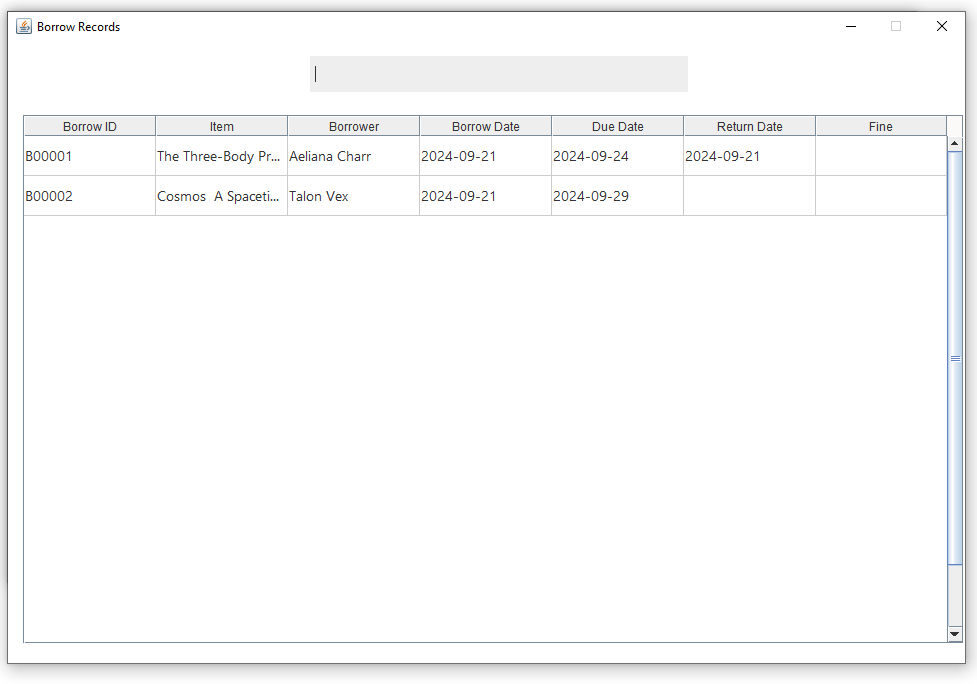 Borrow Records
Borrow ID Item Borrower Borrow Date Due Date Return Date Fine
B00001 The Three-Body Pr... Aeliana Charr 2024-09-21 2024-09-24 2024-09-21
B00002 Cosmos  A Spaceti... Talon Vex 2024-09-21 2024-09-29